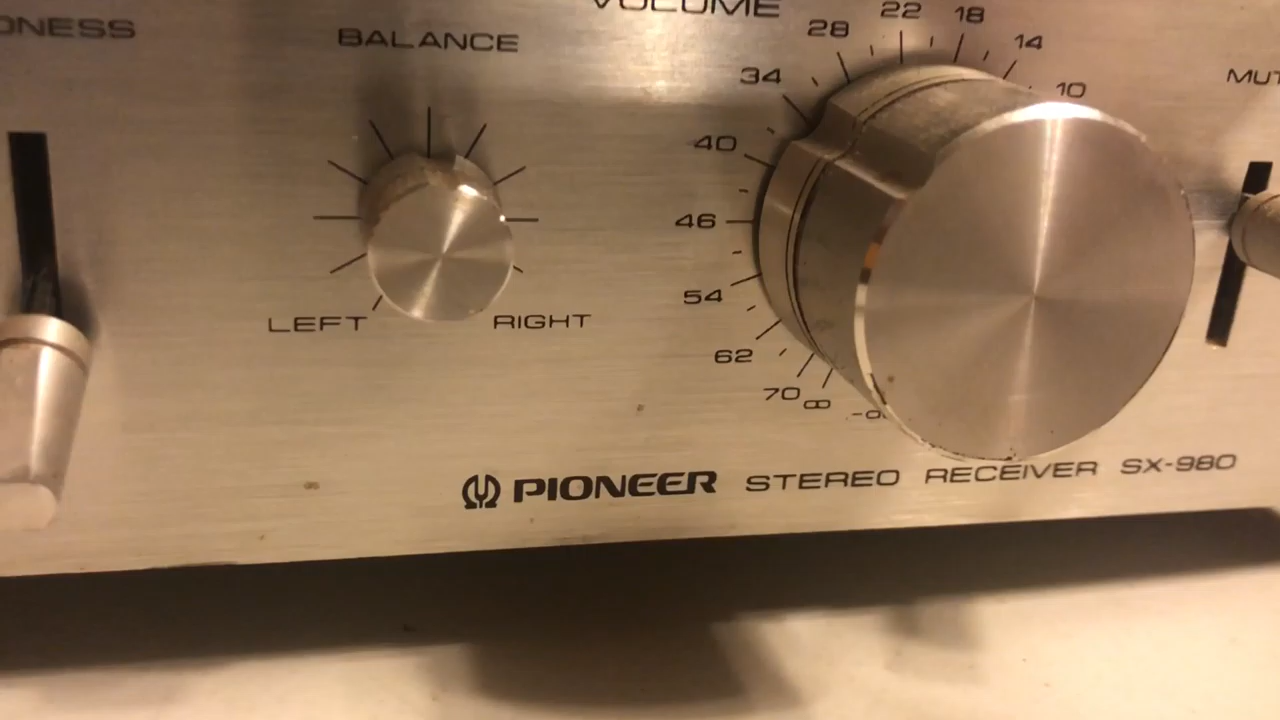 VOLUME
BALANCE
28 22 18 14
34 10
40
46
54
LEFT RIGHT
62
70 ∞
PIONEER STEREO RECEIVER SX-980